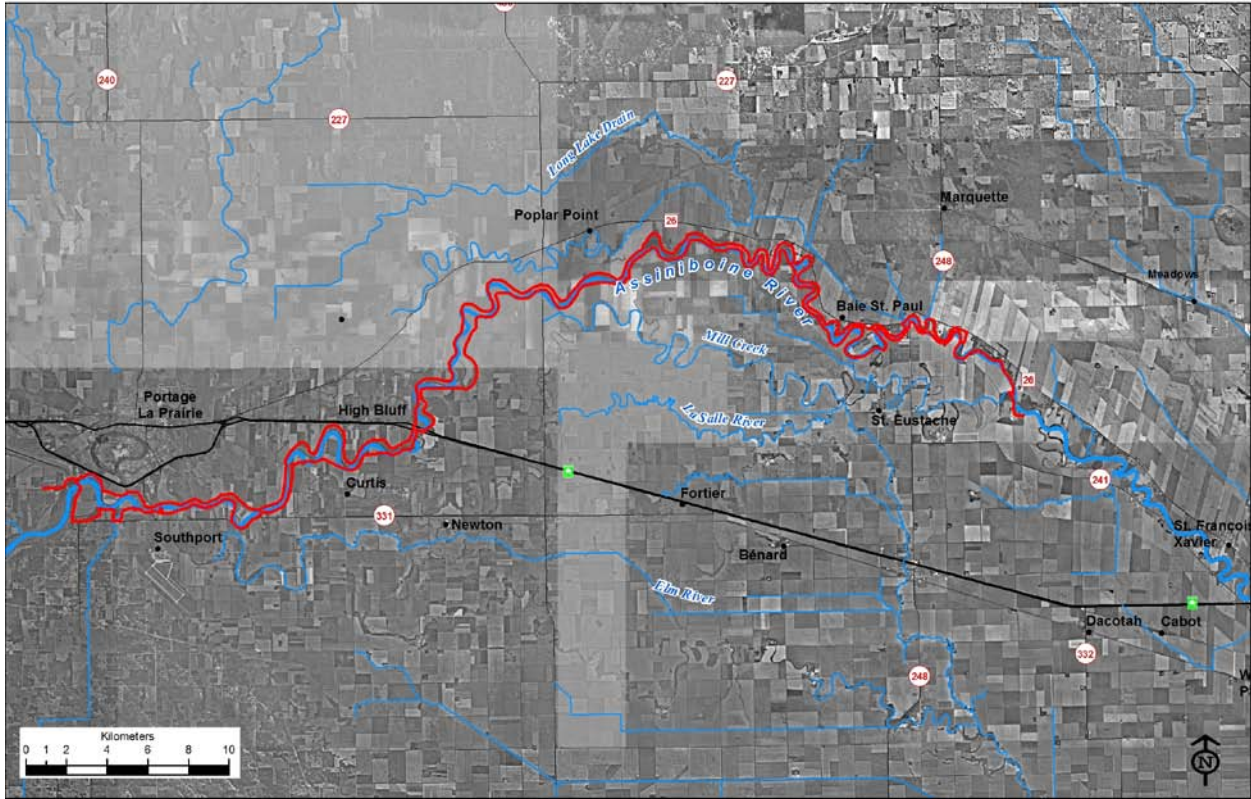 240
227
227
Long Lake Drain
Marquette
Poplar Point
26
248
Assiniboine River
Meadows
Baie St. Paul
Mill Creek
26
Portage
La Prairie
High Bluff
La Salle River
St. Eustache
241
Curtis
Fortier
331
Newton
St. Françoi
Xavier
Southport
Bénard
Elm River
Dacotah
Cabot
332
248
W
P
Kilometers
0 1 2 4 6 8 10
N